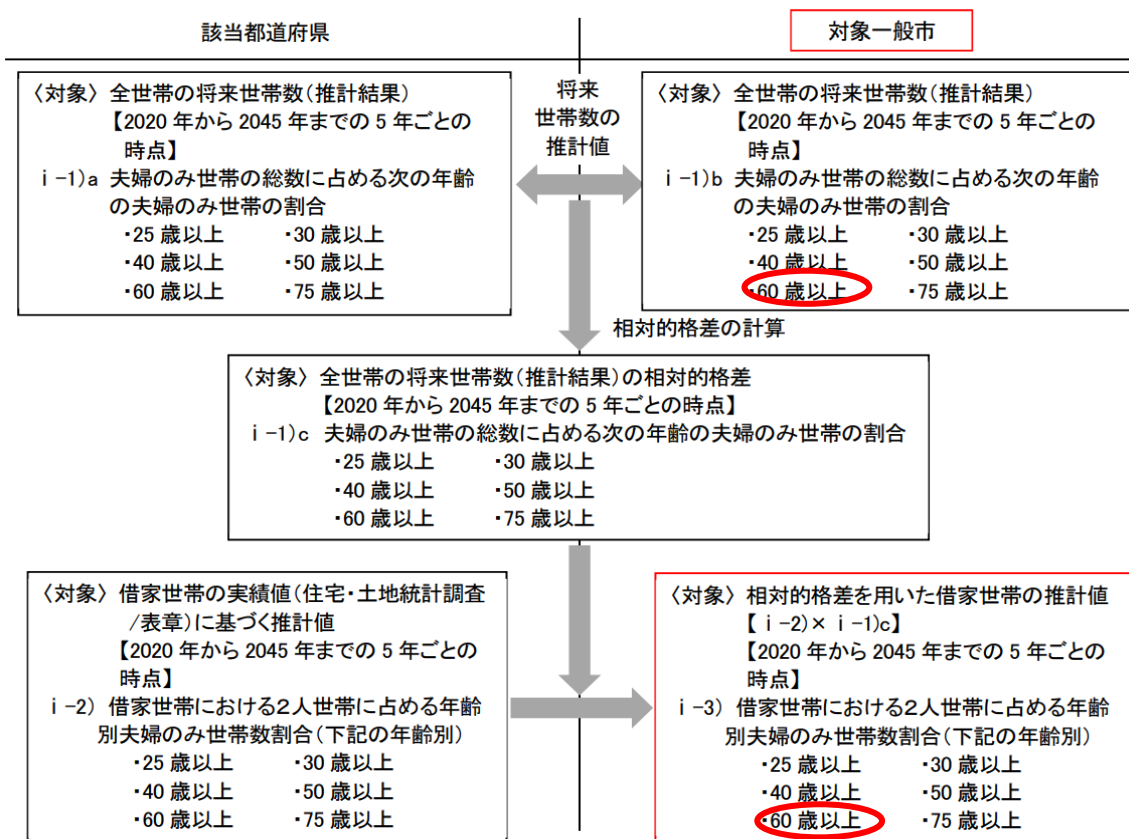 該当都道府県
対象一般市
〈対象〉 全世帯の将来世帯数(推計結果)
【2020 年から 2045 年までの 5 年ごとの
時点】
ⅰ-1)a 夫婦のみ世帯の総数に占める次の年齢
の夫婦のみ世帯の割合
・25 歳以上 ・30 歳以上
・40 歳以上 ・50 歳以上
・60 歳以上 ・75 歳以上
将来
世帯数の
推計値
〈対象〉 全世帯の将来世帯数(推計結果)
【2020 年から 2045 年までの 5 年ごとの
時点】
ⅰ-1)b 夫婦のみ世帯の総数に占める次の年齢
の夫婦のみ世帯の割合
・25 歳以上 ・30 歳以上
・40 歳以上 ・50 歳以上
・60 歳以上 ・75 歳以上
相対的格差の計算
〈対象〉 全世帯の将来世帯数(推計結果)の相対的格差
【2020 年から 2045 年までの 5 年ごとの時点】
ⅰ-1)c 夫婦のみ世帯の総数に占める次の年齢の夫婦のみ世帯の割合
・25 歳以上 ・30 歳以上
・40 歳以上 ・50 歳以上
・60 歳以上 ・75 歳以上
〈対象〉 借家世帯の実績値(住宅・土地統計調査
/表章)に基づく推計値
【2020 年から 2045 年までの 5 年ごとの
時点】
ⅰ-2) 借家世帯における2人世帯に占める年齢
別夫婦のみ世帯数割合(下記の年齢別)
・25 歳以上 ・30 歳以上
・40 歳以上 ・50 歳以上
・60 歳以上 ・75 歳以上
〈対象〉 相対的格差を用いた借家世帯の推計値
【ⅰ-2)× ⅰ-1)c】
【2020 年から 2045 年までの 5 年ごとの
時点】
ⅰ-3) 借家世帯における2人世帯に占める年齢
別夫婦のみ世帯数割合(下記の年齢別)
・25 歳以上 ・30 歳以上
・40 歳以上 ・50 歳以上
・60 歳以上 ・75 歳以上